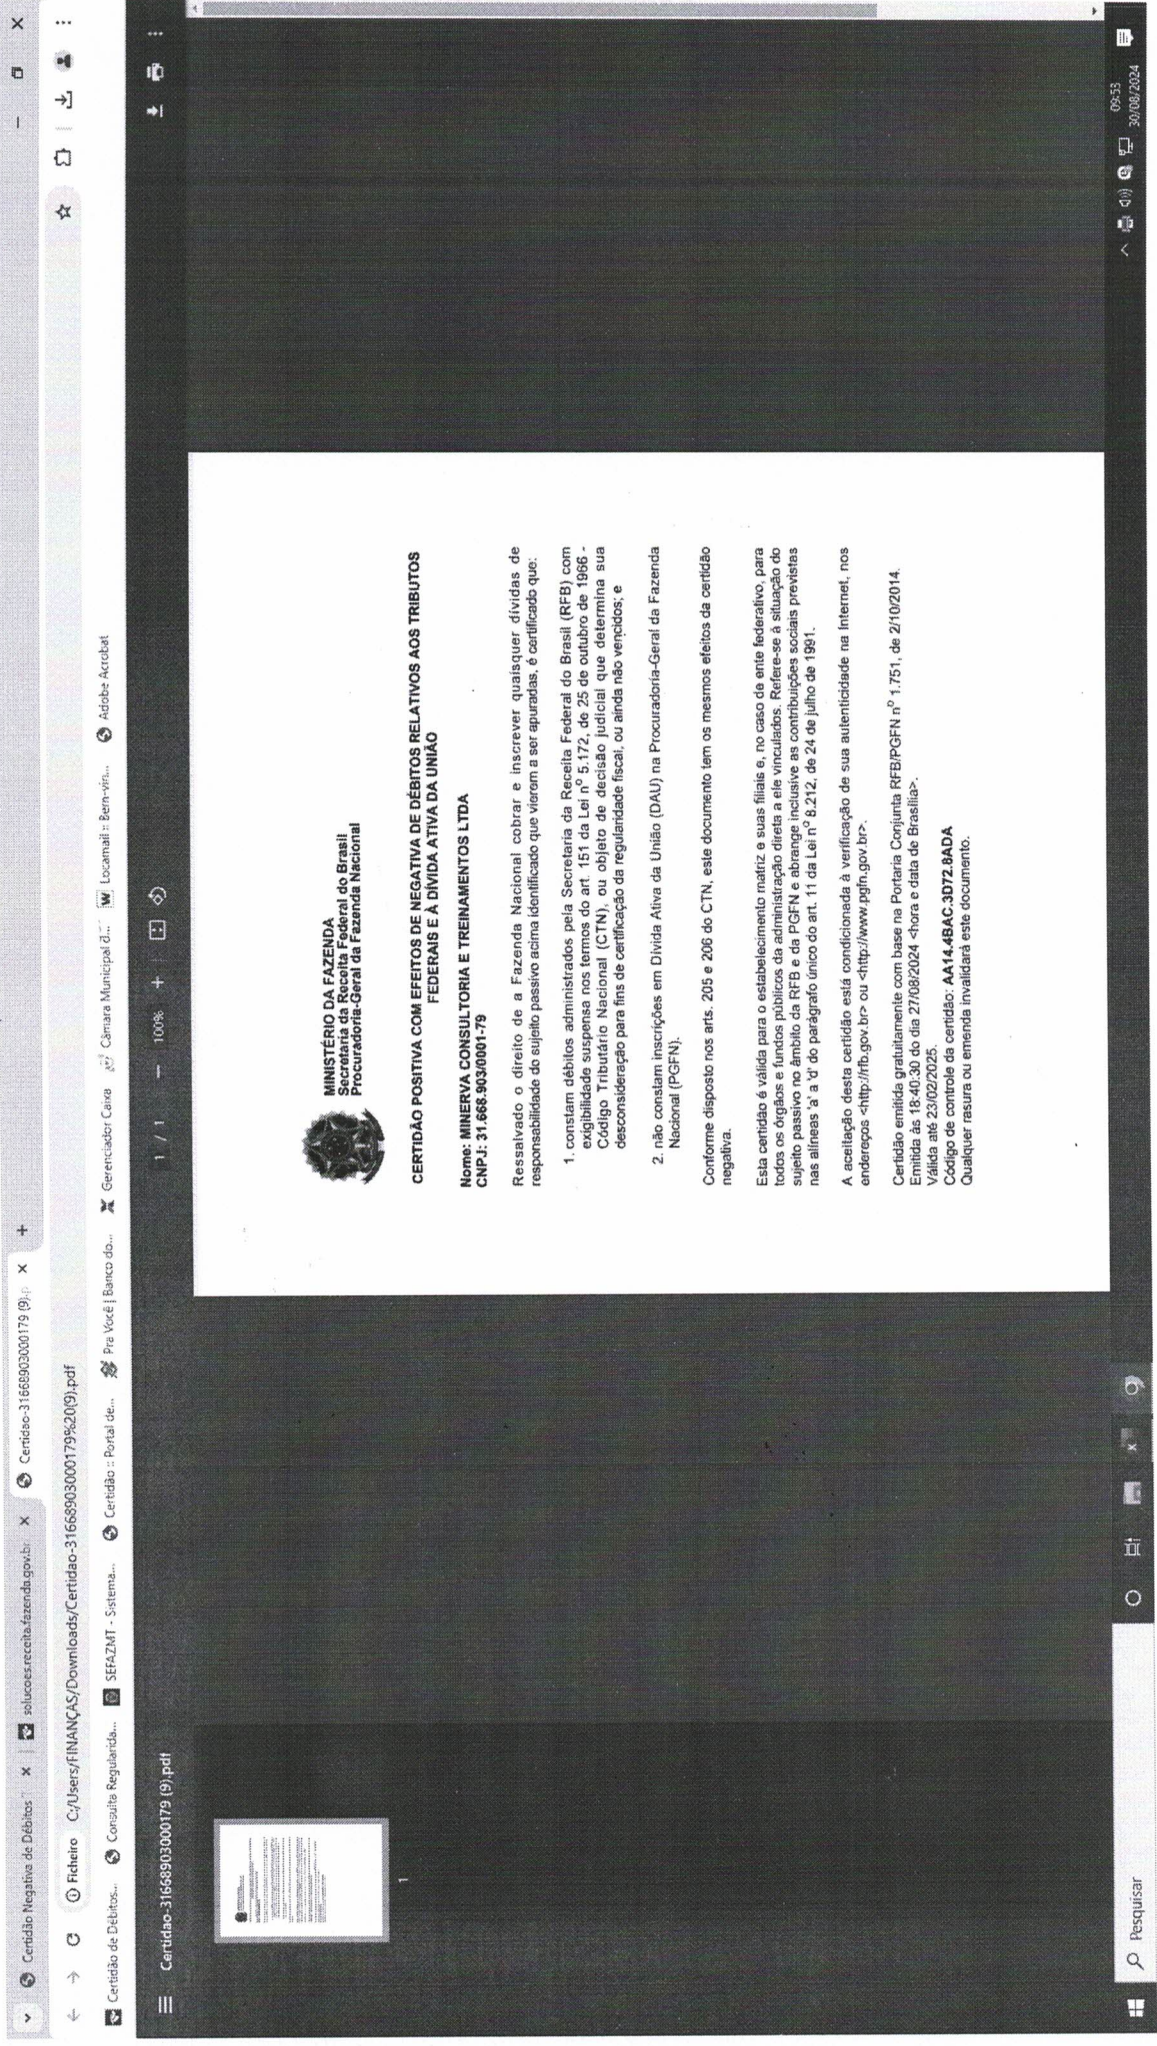 Certidão Negativa de Débitos
solucoes.receita.fazenda.gov.br
Certidao-31668903000179 (9).p
Ficheiro C:/Users/FINANÇAS/Downloads/Certidao-31668903000179%20(9).pdf
Certidão de Débitos... Consulta Regularida... SEFAZMT - Sistema... Certidão :: Portal de... Pra Você | Banco do... Gerenciador Caixa Câmara Municipal d... Locamail :: Bem-vin... Adobe Acrobat
Certidao-31668903000179 (9).pdf 1 / 1 100%
1
MINISTÉRIO DA FAZENDA
Secretaria da Receita Federal do Brasil
Procuradoria-Geral da Fazenda Nacional
CERTIDÃO POSITIVA COM EFEITOS DE NEGATIVA DE DÉBITOS RELATIVOS AOS TRIBUTOS
FEDERAIS E À DÍVIDA ATIVA DA UNIÃO
Nome: MINERVA CONSULTORIA E TREINAMENTOS LTDA
CNPJ: 31.668.903/0001-79
Ressalvado o direito de a Fazenda Nacional cobrar e inscrever quaisquer dívidas de
responsabilidade do sujeito passivo acima identificado que vierem a ser apuradas, é certificado que:
1. constam débitos administrados pela Secretaria da Receita Federal do Brasil (RFB) com
exigibilidade suspensa nos termos do art. 151 da Lei nº 5.172, de 25 de outubro de 1966 -
Código Tributário Nacional (CTN), ou objeto de decisão judicial que determina sua
desconsideração para fins de certificação da regularidade fiscal, ou ainda não vencidos; e
2. não constam inscrições em Dívida Ativa da União (DAU) na Procuradoria-Geral da Fazenda
Nacional (PGFN).
Conforme disposto nos arts. 205 e 206 do CTN, este documento tem os mesmos efeitos da certidão
negativa.
Esta certidão é válida para o estabelecimento matriz e suas filiais e, no caso de ente federativo, para
todos os órgãos e fundos públicos da administração direta a ele vinculados. Refere-se à situação do
sujeito passivo no âmbito da RFB e da PGFN e abrange inclusive as contribuições sociais previstas
nas alíneas 'a' a 'd' do parágrafo único do art. 11 da Lei nº 8.212, de 24 de julho de 1991.
A aceitação desta certidão está condicionada à verificação de sua autenticidade na Internet, nos
endereços <http://rfb.gov.br> ou <http://www.pgfn.gov.br>.
Certidão emitida gratuitamente com base na Portaria Conjunta RFB/PGFN nº 1.751, de 2/10/2014.
Emitida às 18:40:30 do dia 27/08/2024 <hora e data de Brasília>.
Válida até 23/02/2025.
Código de controle da certidão: AA14.4BAC.3D72.8ADA
Qualquer rasura ou emenda invalidará este documento.
Pesquisar
09:53
30/08/2024